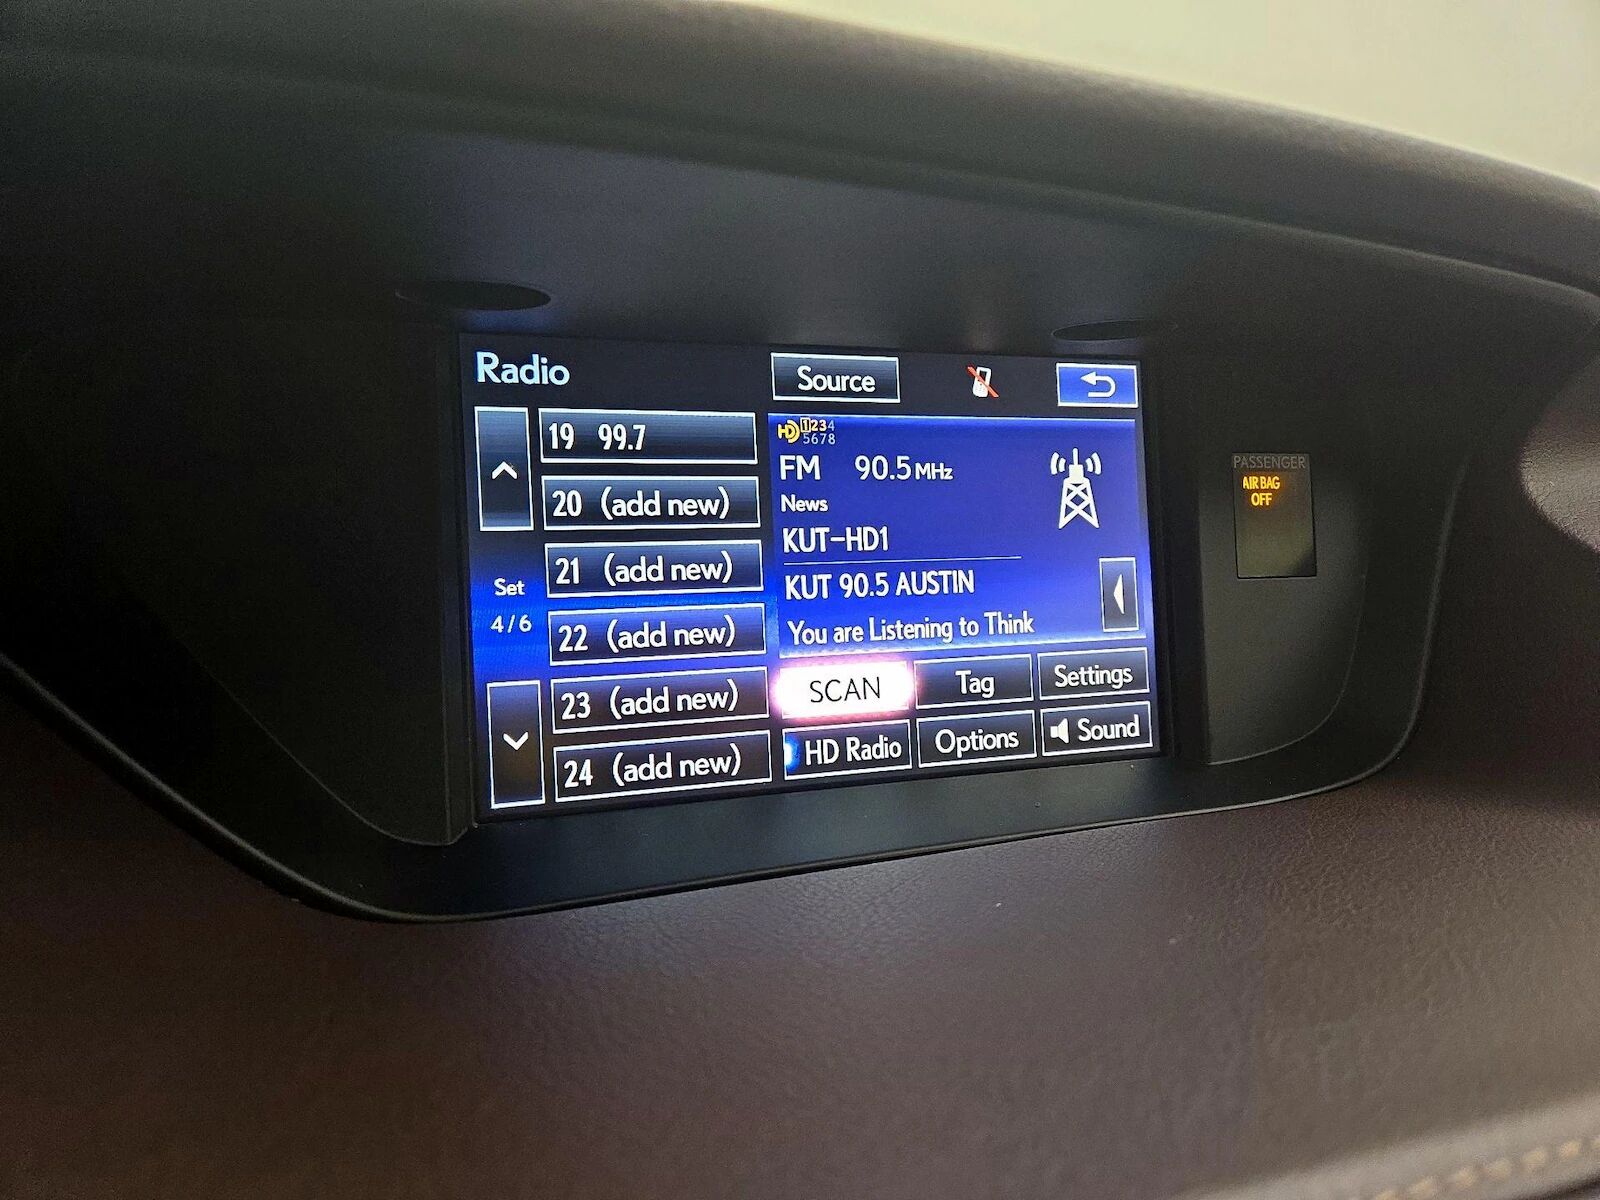 Radio
Source
19 99.7
20 (add new)
21 (add new)
Set
4/6
22 (add new)
23 (add new)
24 (add new)
HD 1234
5678
FM 90.5 MHz
News
KUT-HD1
KUT 90.5 AUSTIN
You are Listening to Think
SCAN
Tag
Settings
HD Radio
Options
Sound
PASSENGER
AIR BAG
OFF